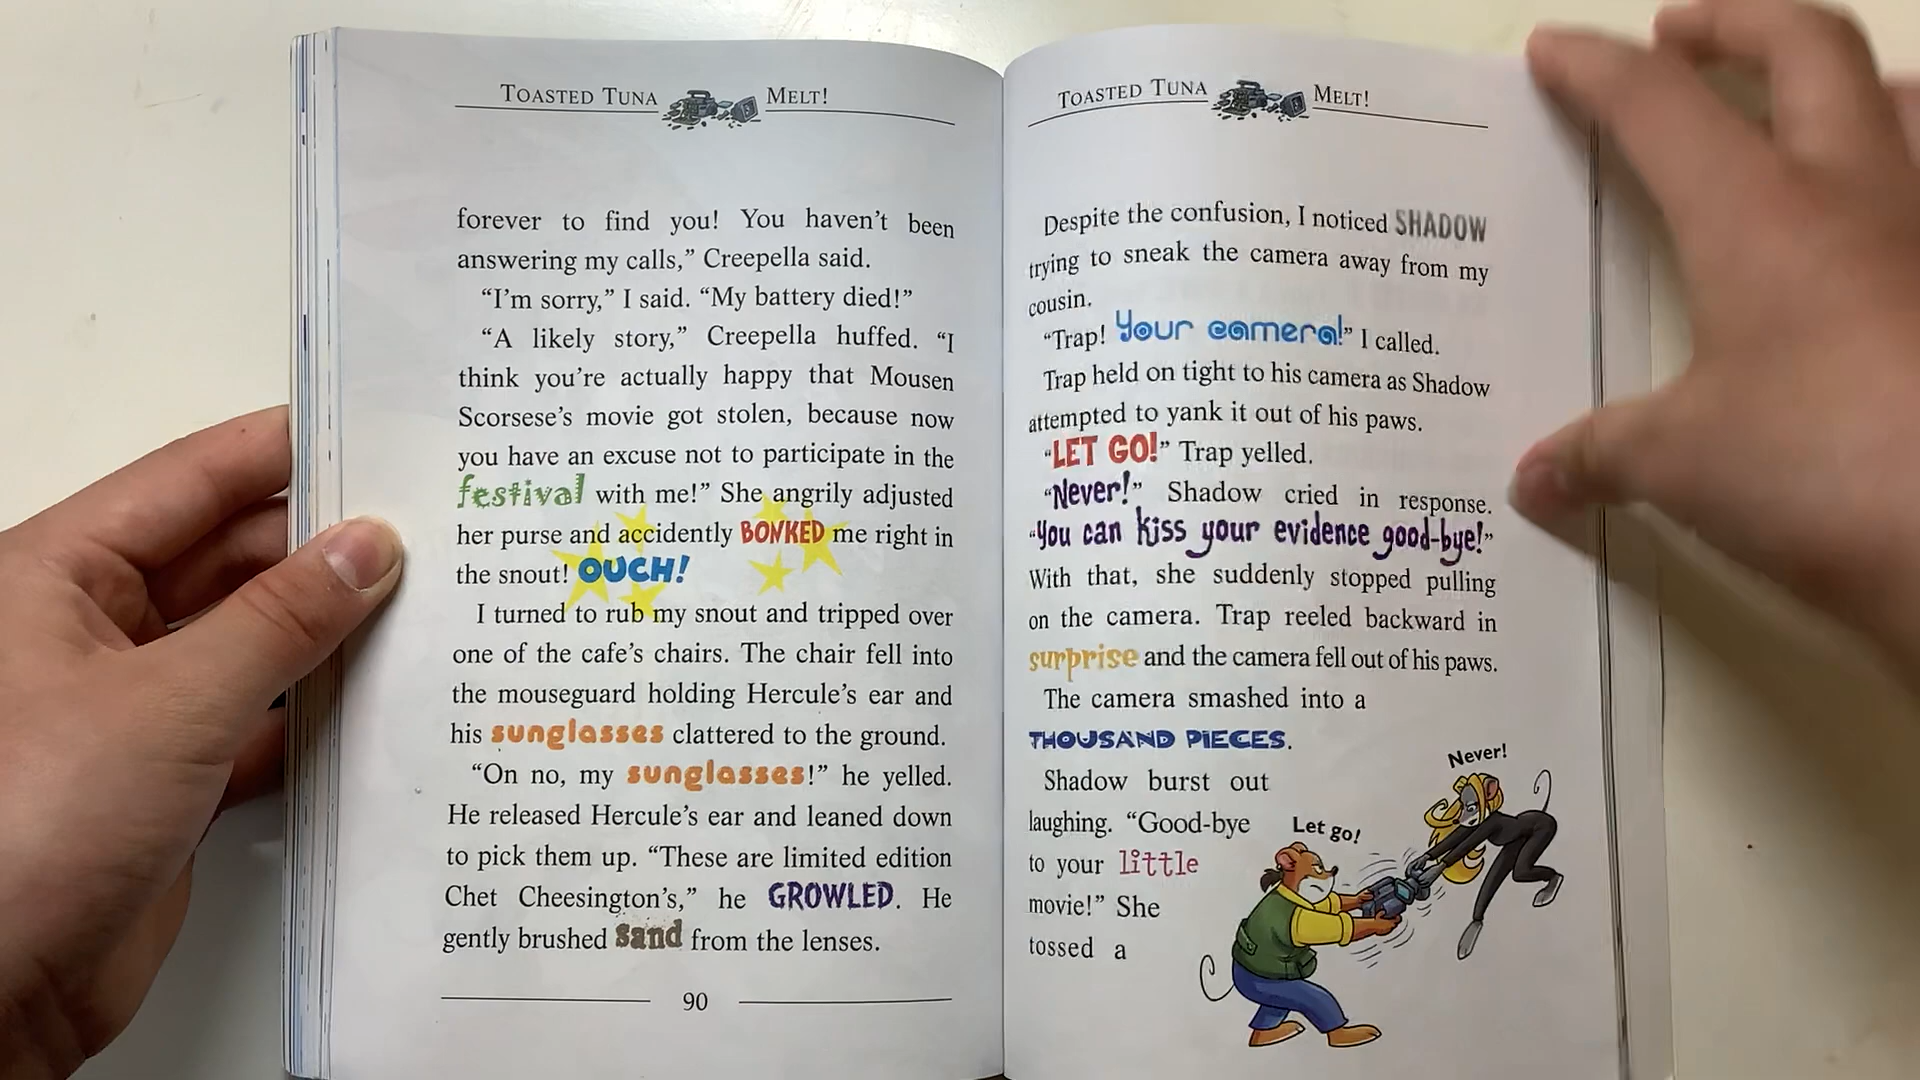 TOASTED TUNA MELT!
forever to find you! You haven't been
answering my calls,” Creepella said.
“I'm sorry,” I said. “My battery died!”
“A likely story,” Creepella huffed. “I
think you're actually happy that Mousen
Scorsese's movie got stolen, because now
you have an excuse not to participate in the
festival with me!” She angrily adjusted
her purse and accidently BONKED me right in
the snout! OUCH!
I turned to rub my snout and tripped over
one of the cafe's chairs. The chair fell into
the mouseguard holding Hercule's ear and
his sunglasses clattered to the ground.
“On no, my sunglasses!” he yelled.
He released Hercule's ear and leaned down
to pick them up. “These are limited edition
Chet Cheesington's,” he GROWLED. He
gently brushed sand from the lenses.
90
TOASTED TUNA MELT!
Despite the confusion, I noticed SHADOW
trying to sneak the camera away from my
cousin.
“Trap! Your camera!” I called.
Trap held on tight to his camera as Shadow
attempted to yank it out of his paws.
“LET GO!” Trap yelled.
“Never!” Shadow cried in response.
“You can kiss your evidence good-bye!”
With that, she suddenly stopped pulling
on the camera. Trap reeled backward in
surprise and the camera fell out of his paws.
The camera smashed into a
THOUSAND PIECES.
Shadow burst out
laughing. “Good-bye
to your little
movie!” She
tossed a
Let go!
Never!